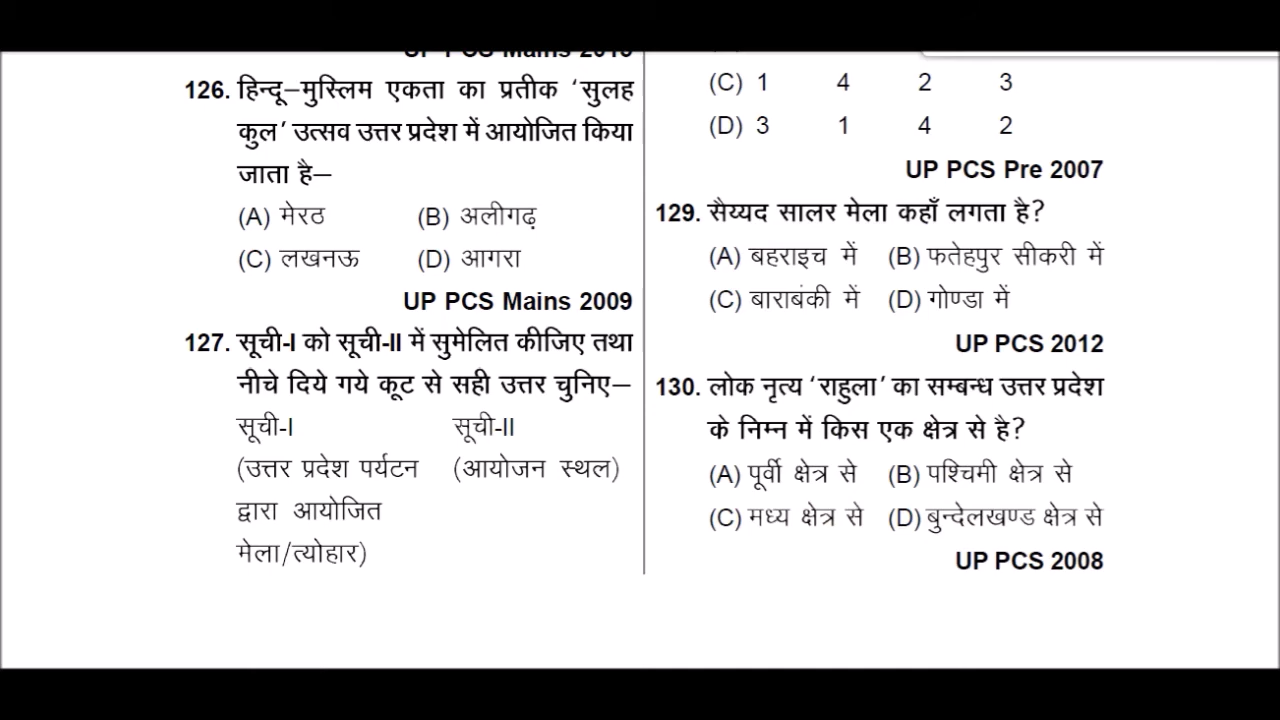 126. हिन्दू–मुस्लिम एकता का प्रतीक ‘सुलह
कुल’ उत्सव उत्तर प्रदेश में आयोजित किया
जाता है–
(A) मेरठ (B) अलीगढ़
(C) लखनऊ (D) आगरा
UP PCS Mains 2009
127. सूची-I को सूची-II में सुमेलित कीजिए तथा
नीचे दिये गये कूट से सही उत्तर चुनिए–
सूची-I सूची-II
(उत्तर प्रदेश पर्यटन (आयोजन स्थल)
द्वारा आयोजित
मेला/त्योहार)
(C) 1 4 2 3
(D) 3 1 4 2
UP PCS Pre 2007
129. सैय्यद सालर मेला कहाँ लगता है?
(A) बहराइच में (B) फतेहपुर सीकरी में
(C) बाराबंकी में (D) गोण्डा में
UP PCS 2012
130. लोक नृत्य ‘राहुला’ का सम्बन्ध उत्तर प्रदेश
के निम्न में किस एक क्षेत्र से है?
(A) पूर्वी क्षेत्र से (B) पश्चिमी क्षेत्र से
(C) मध्य क्षेत्र से (D) बुन्देलखण्ड क्षेत्र से
UP PCS 2008